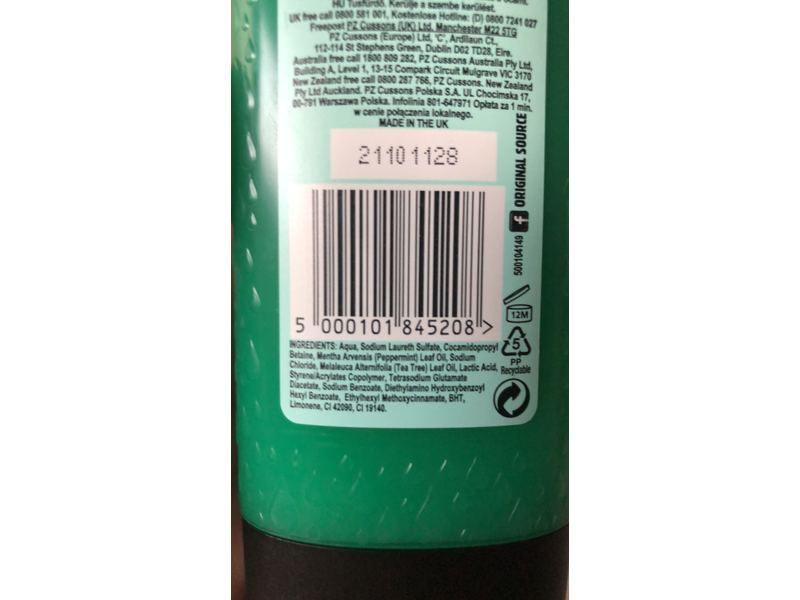 HU Tusfürdő. Kerülje a szembe kerülést.
UK free call 0800 581 001, Kostenlose Hotline: (D) 0800 7241 027
Freepost PZ Cussons (UK) Ltd. Manchester M22 5TG
PZ Cussons (Europe) Ltd, 'C', Ardilaun Ct.,
112-114 St Stephens Green, Dublin D02 TD28, Eire.
Australia free call 1800 809 282, PZ Cussons Australia Pty Ltd,
Building A, Level 1, 13-15 Compark Circuit Mulgrave VIC 3170
New Zealand free call 0800 287 766, PZ Cussons. New Zealand
Pty Ltd Auckland. PZ Cussons Polska S.A. UL Chocimska 17,
00-791 Warszawa Polska. Infolinia 801-647971 Opłata za 1 min.
w cenie połączenia lokalnego.
MADE IN THE UK
21101128
5 000101 845208 >
INGREDIENTS: Aqua, Sodium Laureth Sulfate, Cocamidopropyl
Betaine, Mentha Arvensis (Peppermint) Leaf Oil, Sodium
Chloride, Melaleuca Alternifolia (Tea Tree) Leaf Oil, Lactic Acid,
Styrene/Acrylates Copolymer, Tetrasodium Glutamate
Diacetate, Sodium Benzoate, Diethylamino Hydroxybenzoyl
Hexyl Benzoate, Ethylhexyl Methoxycinnamate, BHT,
Limonene, CI 42090, CI 19140.
500104149 f ORIGINAL SOURCE
12M
5
PP
Recyclable